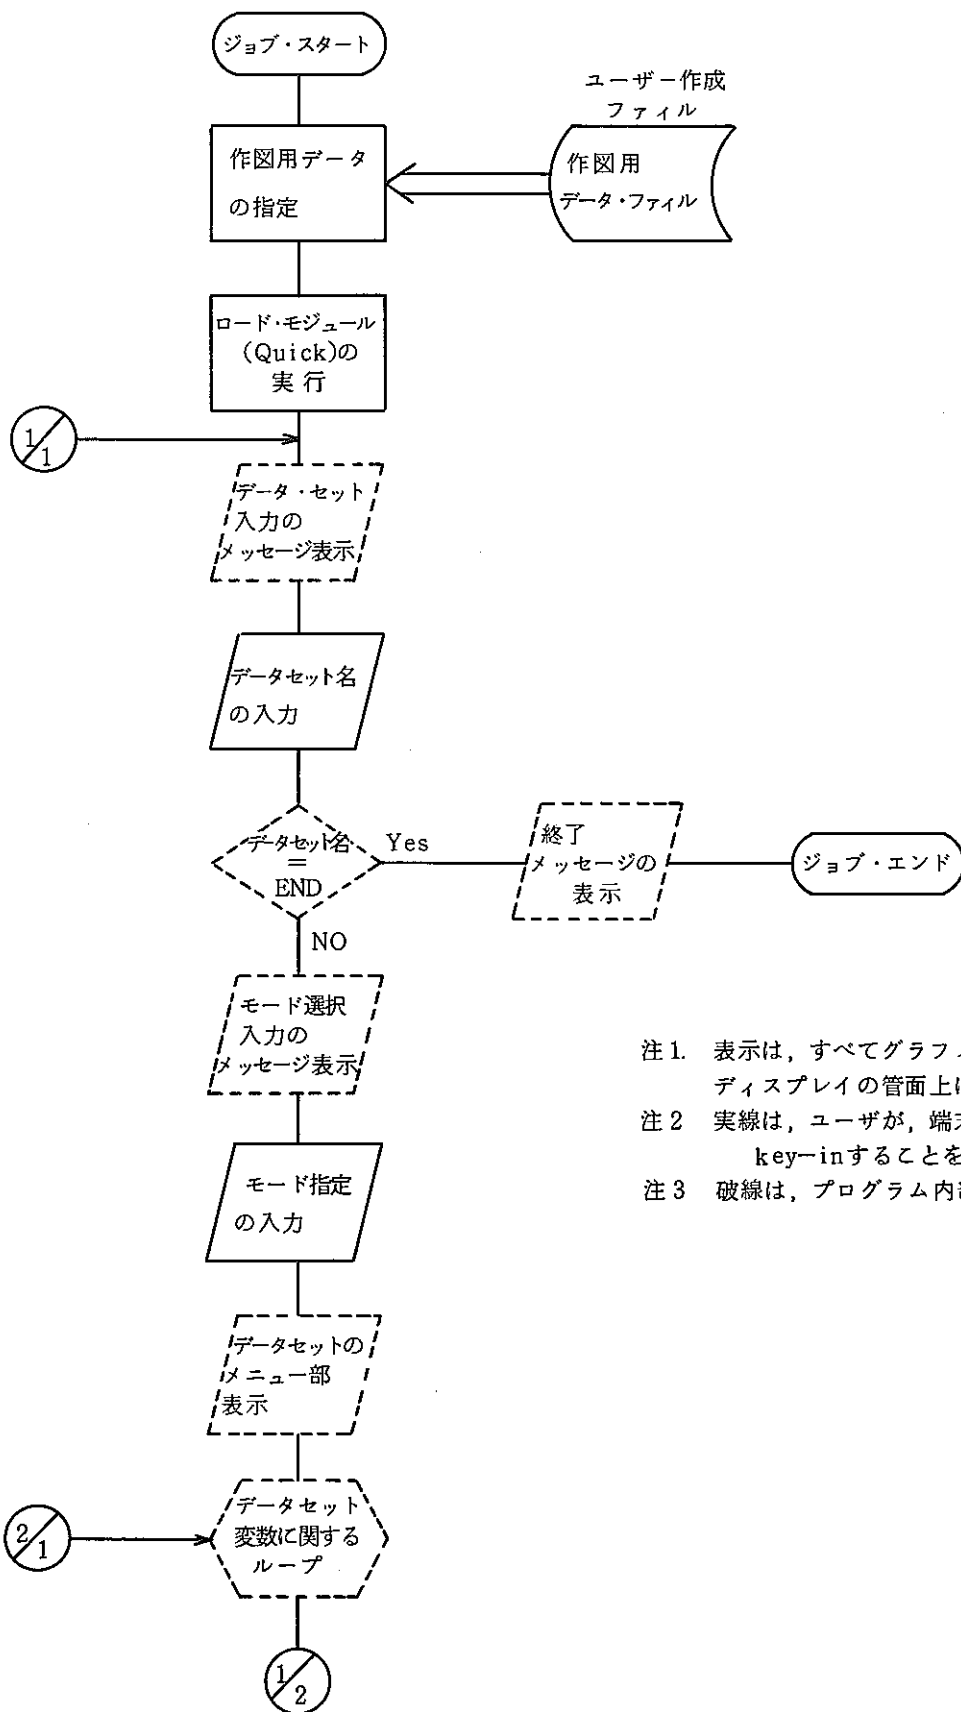 ジョブ・スタート
ユーザー作成
ファイル
作図用データ
の指定
作図用
データ・ファイル
ロード・モジュール
(Quick)の
実行
1/1
データ・セット
入力の
メッセージ表示
データセット名
の入力
データセット名
=
END
Yes
終了
メッセージの
表示
ジョブ・エンド
NO
モード選択
入力の
メッセージ表示
注1. 表示は,すべてグラフ
ディスプレイの管面上
注2 実線は,ユーザが,端
key-inすることを
注3 破線は,プログラム内
モード指定
の入力
データセットの
メニュー部
表示
2/1
データセット
変数に関する
ループ
1/2